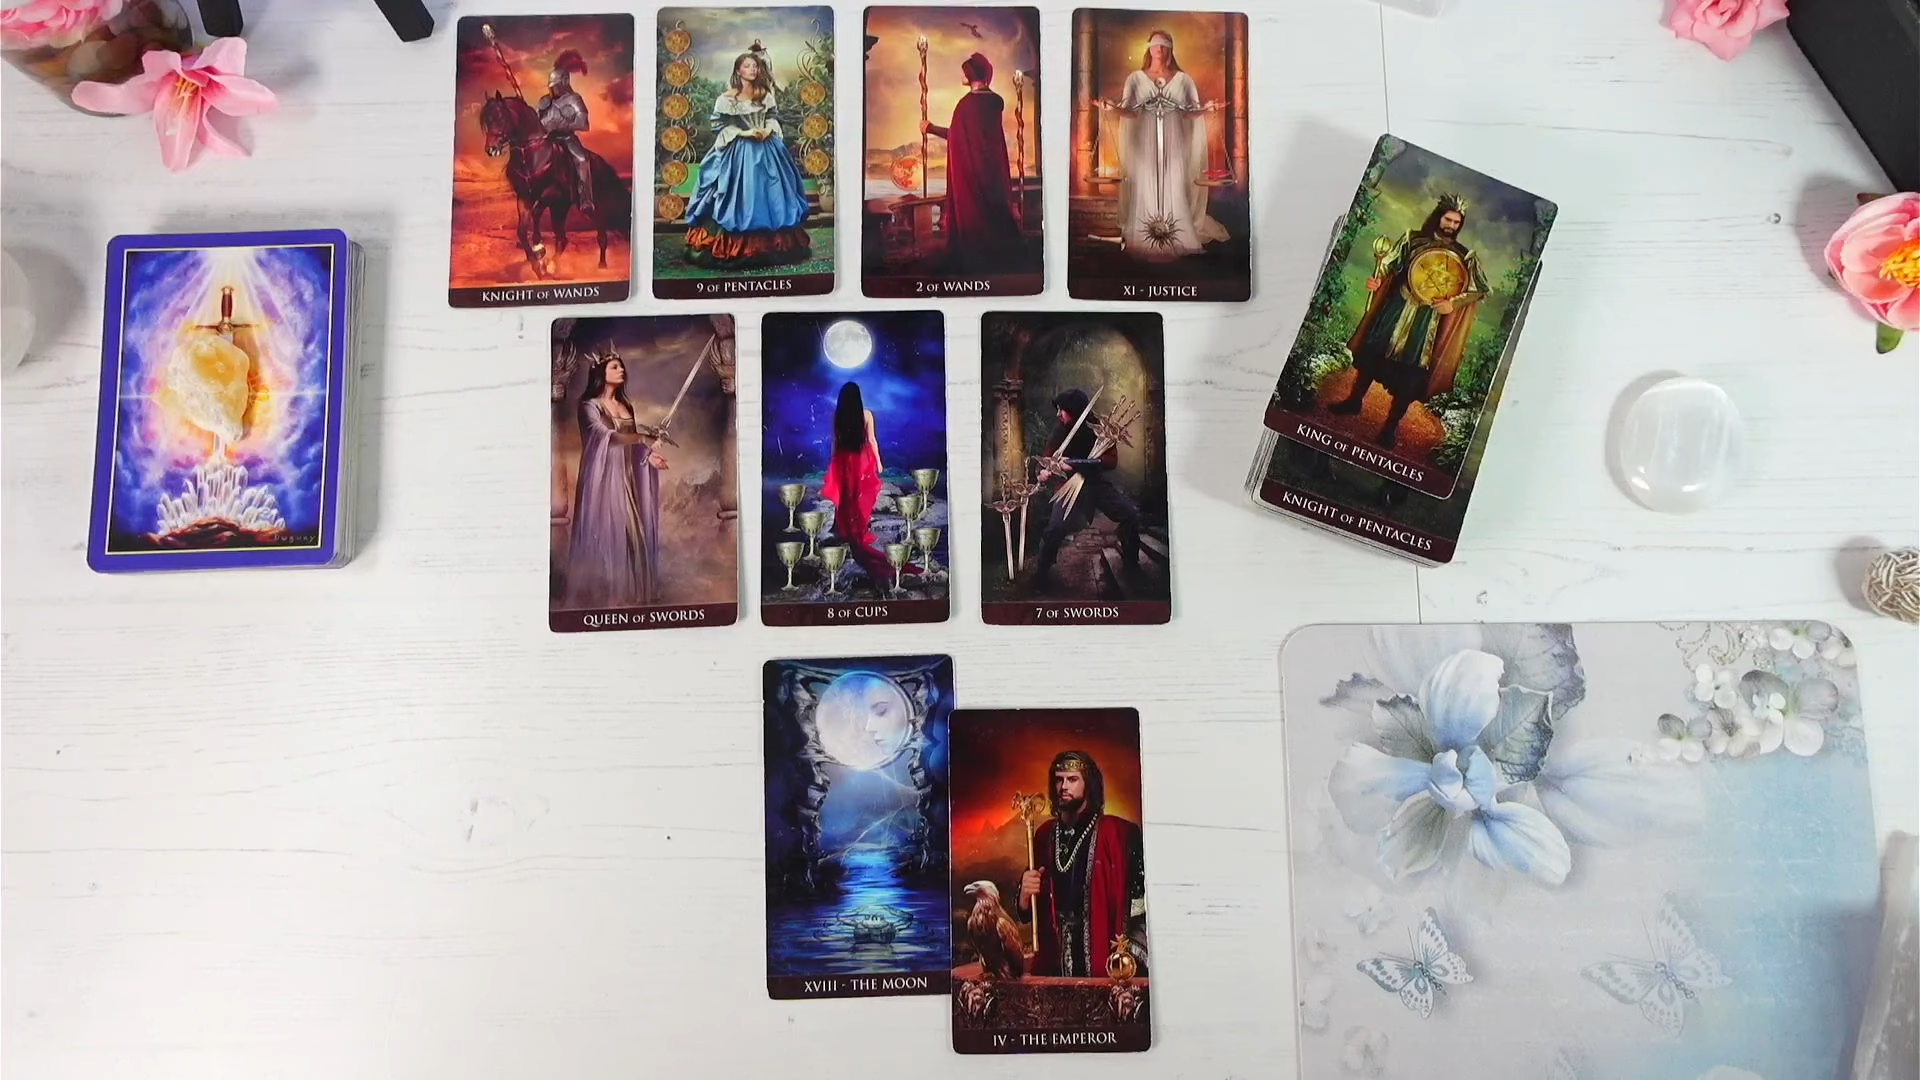 KNIGHT OF WANDS
9 OF PENTACLES
2 OF WANDS
XI - JUSTICE
KING OF PENTACLES
KNIGHT OF PENTACLES
QUEEN OF SWORDS
8 OF CUPS
7 OF SWORDS
XVIII - THE MOON
IV - THE EMPEROR